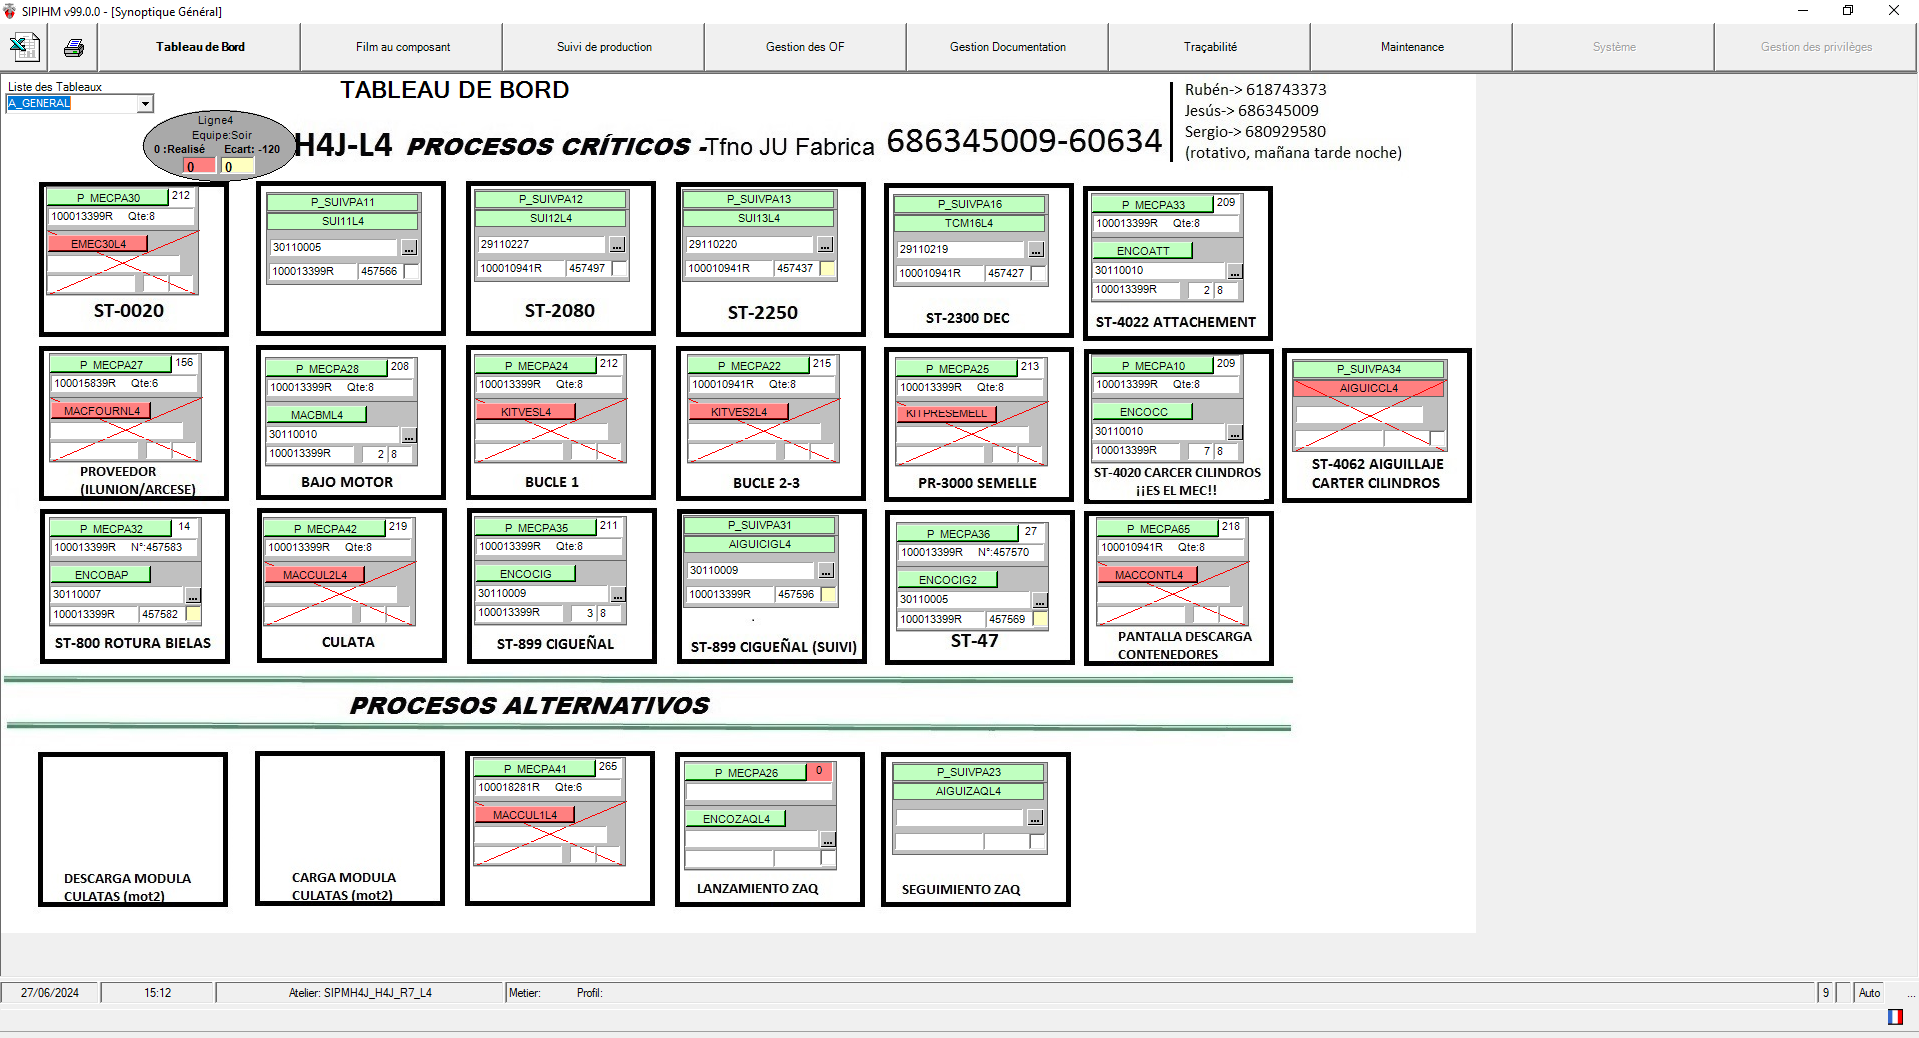 SIPIHM v99.0.0 - [Synoptique Général]
Tableau de Bord
Film au composant
Suivi de production
Gestion des OF
Gestion Documentation
Traçabilité
Maintenance
Système
Gestion des privilèges
Liste des Tableaux
A_GENERAL
TABLEAU DE BORD
Rubén-> 618743373
Jesús-> 686345009
Sergio-> 680929580
(rotativo, mañana tarde noche)
Ligne4
Equipe:Soir
0 :Realisé Ecart: -120
0 0
H4J-L4 PROCESOS CRÍTICOS -Tfno JU Fabrica 686345009-60634
P_MECPA30 212
100013399R Qte:8
EMEC30L4
ST-0020
P_SUIVPA11
SUI11L4
30110005 ...
100013399R 457566
P_SUIVPA12
SUI12L4
29110227 ...
100010941R 457497
ST-2080
P_SUIVPA13
SUI13L4
29110220 ...
100010941R 457437
ST-2250
P_SUIVPA16
TCM16L4
29110219 ...
100010941R 457427
ST-2300 DEC
P_MECPA33 209
100013399R Qte:8
ENCOATT
30110010 ...
100013399R 2 8
ST-4022 ATTACHEMENT
P_MECPA27 156
100015839R Qte:6
MACFOURNL4
PROVEEDOR
(ILUNION/ARCESE)
P_MECPA28 208
100013399R Qte:8
MACBML4
30110010 ...
100013399R 2 8
BAJO MOTOR
P_MECPA24 212
100013399R Qte:8
KITVESL4
BUCLE 1
P_MECPA22 215
100010941R Qte:8
KITVES2L4
BUCLE 2-3
P_MECPA25 213
100013399R Qte:8
KITPRESEMELL
PR-3000 SEMELLE
P_MECPA10 209
100013399R Qte:8
ENCOCC
30110010 ...
100013399R 7 8
ST-4020 CARCER CILINDROS
¡¡ES EL MEC!!
P_SUIVPA34
AIGUICCL4
ST-4062 AIGUILLAJE
CARTER CILINDROS
P_MECPA32 14
100013399R N°:457583
ENCOBAP
30110007 ...
100013399R 457582
ST-800 ROTURA BIELAS
P_MECPA42 219
100013399R Qte:8
MACCUL2L4
CULATA
P_MECPA35 211
100013399R Qte:8
ENCOCIG
30110009 ...
100013399R 3 8
ST-899 CIGUEÑAL
P_SUIVPA31
AIGUICIGL4
30110009 ...
100013399R 457596
.
ST-899 CIGUEÑAL (SUIVI)
P_MECPA36 27
100013399R N°:457570
ENCOCIG2
30110005 ...
100013399R 457569
ST-47
P_MECPA65 218
100010941R Qte:8
MACCONTL4
PANTALLA DESCARGA
CONTENEDORES
PROCESOS ALTERNATIVOS
DESCARGA MODULA
CULATAS (mot2)
CARGA MODULA
CULATAS (mot2)
P_MECPA41 265
100018281R Qte:6
MACCUL1L4
P_MECPA26 0
ENCOZAQL4
...
LANZAMIENTO ZAQ
P_SUIVPA23
AIGUIZAQL4
...
SEGUIMIENTO ZAQ
27/06/2024 15:12 Atelier: SIPMH4J_H4J_R7_L4 Metier: Profil: 9 Auto ...